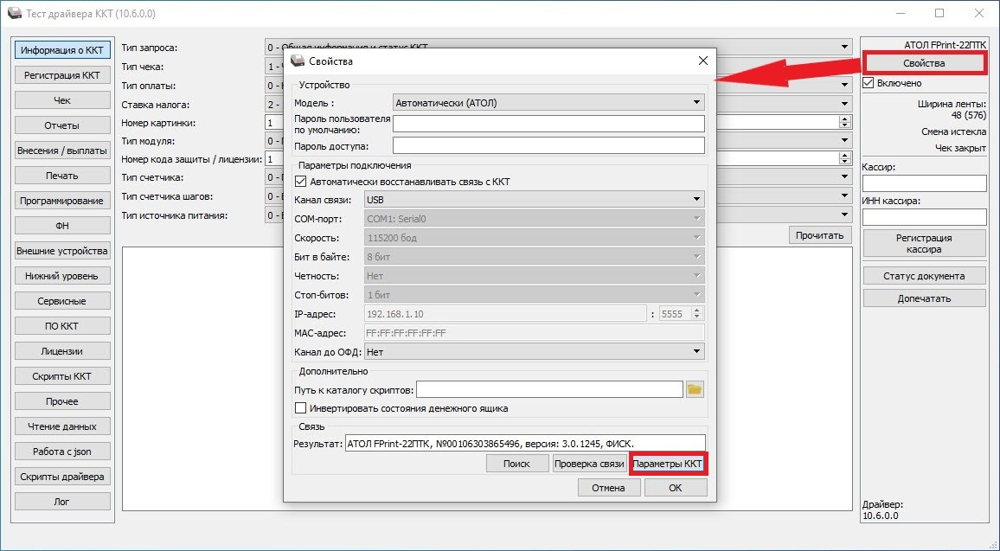 Тест драйвера ККТ (10.6.0.0)
Информация о ККТ
Регистрация ККТ
Чек
Отчеты
Внесения / выплаты
Печать
Программирование
ФН
Внешние устройства
Нижний уровень
Сервисные
ПО ККТ
Лицензии
Скрипты ККТ
Прочее
Чтение данных
Работа с json
Скрипты драйвера
Лог
Тип запроса: 0 - Общая информация и статус ККТ
Тип чека: 1 -
Тип оплаты: 0 -
Ставка налога: 2 -
Номер картинки: 1
Тип модуля: 0 -
Номер кода защиты / лицензии: 1
Тип счетчика: 0 -
Тип счетчика шагов: 0 -
Тип источника питания: 0 -
Прочитать
Свойства
Устройство
Модель : Автоматически (АТОЛ)
Пароль пользователя
по умолчанию:
Пароль доступа:
Параметры подключения
Автоматически восстанавливать связь с ККТ
Канал связи: USB
COM-порт: COM1: Serial0
Скорость: 115200 бод
Бит в байте: 8 бит
Четность: Нет
Стоп-битов: 1 бит
IP-адрес: 192.168.1.10 : 5555
MAC-адрес: FF:FF:FF:FF:FF:FF
Канал до ОФД: Нет
Дополнительно
Путь к каталогу скриптов:
Инвертировать состояния денежного ящика
Связь
Результат: АТОЛ FPrint-22ПТК, №00106303865496, версия: 3.0.1245, ФИСК.
Поиск Проверка связи Параметры ККТ
Отмена ОК
АТОЛ FPrint-22ПТК
Свойства
Включено
Ширина ленты:
48 (576)
Смена истекла
Чек закрыт
Кассир:
ИНН кассира:
Регистрация
кассира
Статус документа
Допечатать
Драйвер:
10.6.0.0